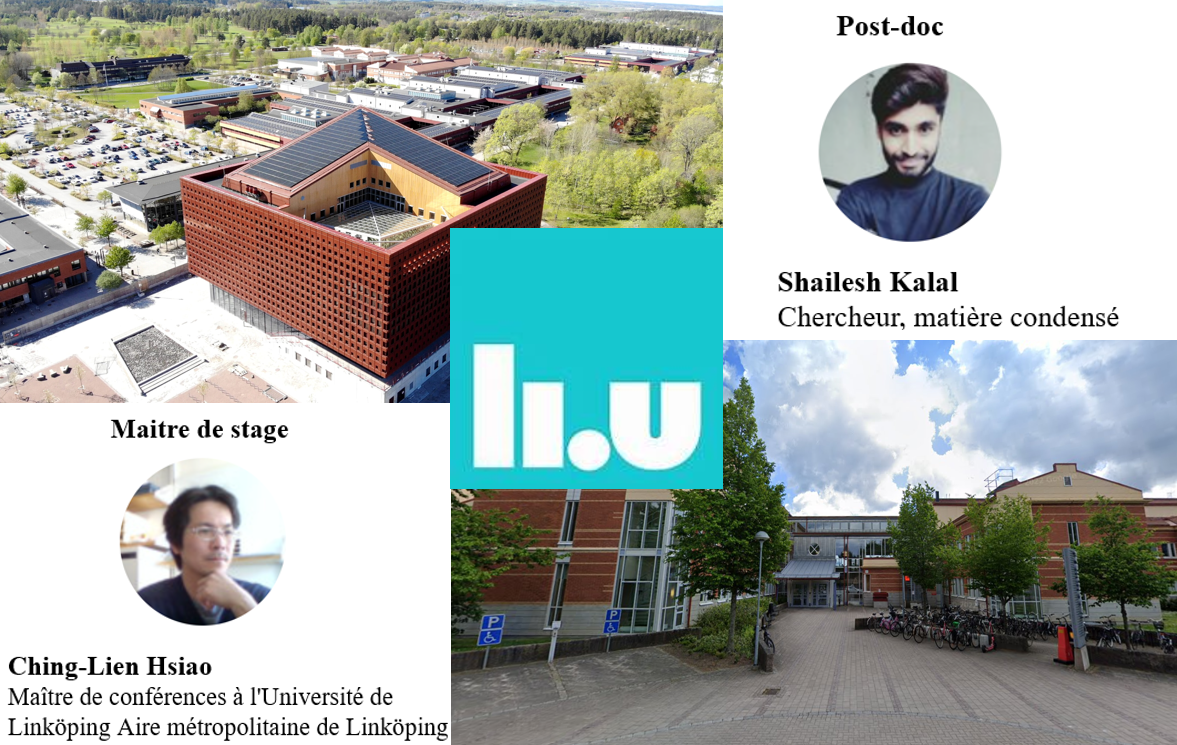 Post-doc
Shailesh Kalal
Chercheur, matière condensé
li.u
Maitre de stage
Ching-Lien Hsiao
Maître de conférences à l'Université de
Linköping Aire métropolitaine de Linköping
P
P